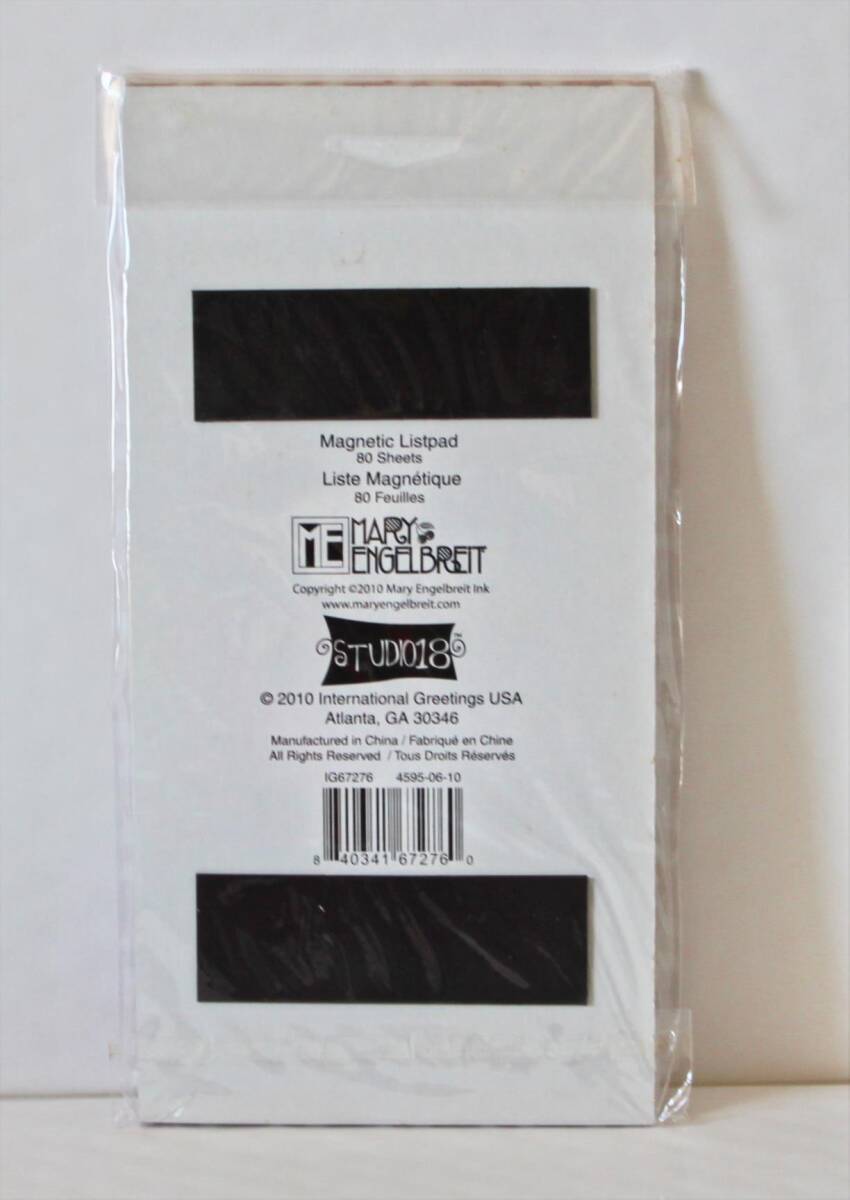 Magnetic Listpad
80 Sheets
Liste Magnétique
80 Feuilles
ME MARY ENGELBREIT
Copyright ©2010 Mary Engelbreit Ink
www.maryengelbreit.com
STUDIO18™
© 2010 International Greetings USA
Atlanta, GA 30346
Manufactured in China / Fabriqué en Chine
All Rights Reserved / Tous Droits Réservés
IG67276 4595-06-10
8 40341 67276 0